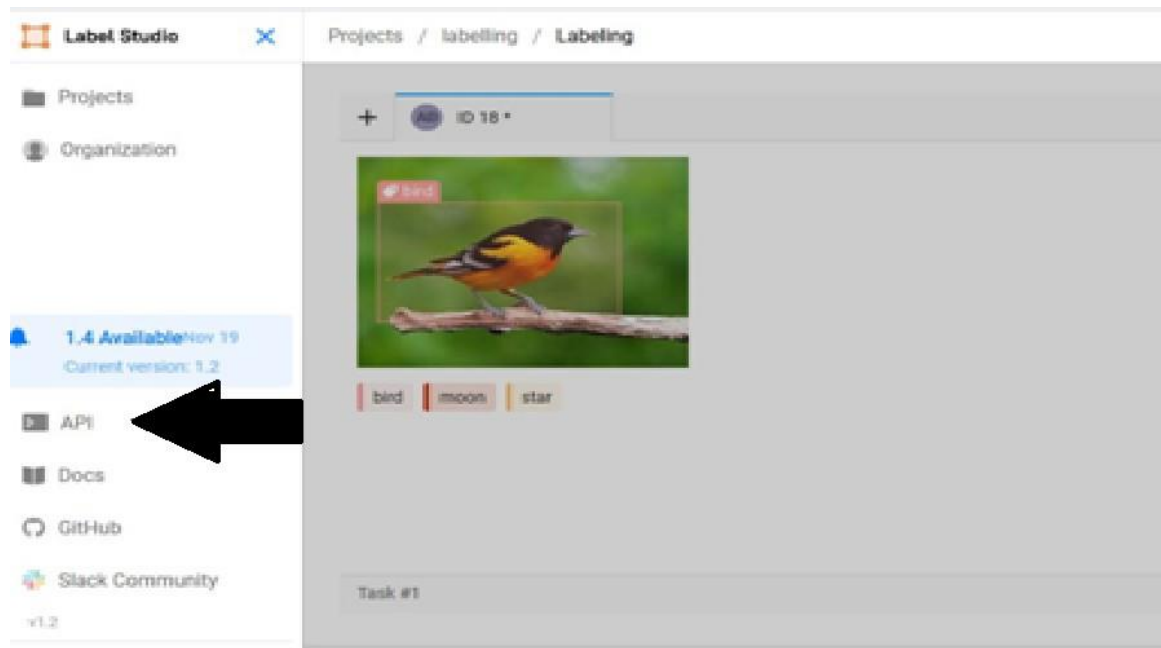 Label Studio
Projects / labelling / Labeling
Projects
Organization
ID 18 •
bird
1.4 Available Nov 19
Current version: 1.2
bird moon star
API
Docs
GitHub
Slack Community
v1.2
Task #1